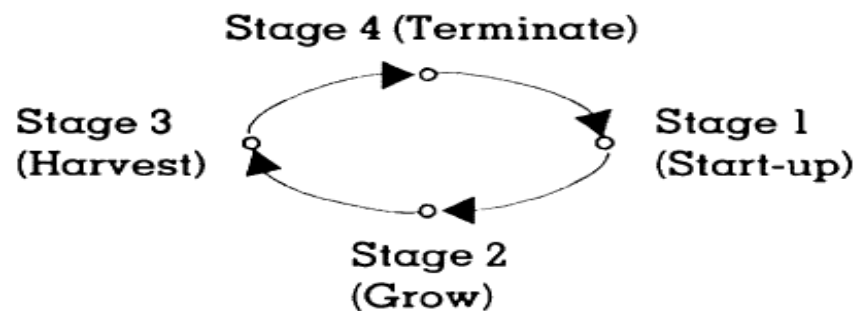 Stage 4 (Terminate)
Stage 3
(Harvest)
Stage 1
(Start-up)
Stage 2
(Grow)